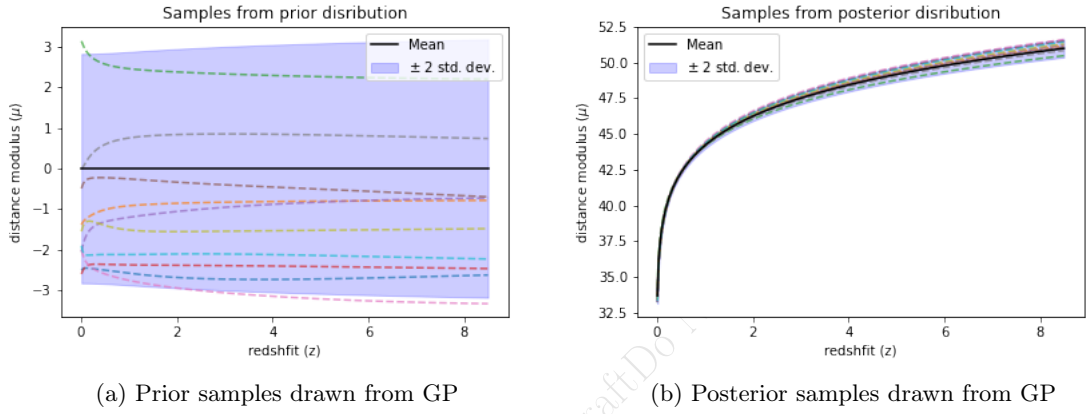 Samples from prior disribution
3
2
1
0
−1
−2
−3
distance modulus (μ)
Mean
± 2 std. dev.
0 2 4 6 8
redshfit (z)
(a) Prior samples drawn from GP
Samples from posterior disribution
52.5
50.0
47.5
45.0
42.5
40.0
37.5
35.0
32.5
distance modulus (μ)
Mean
± 2 std. dev.
0 2 4 6 8
redshfit (z)
(b) Posterior samples drawn from GP